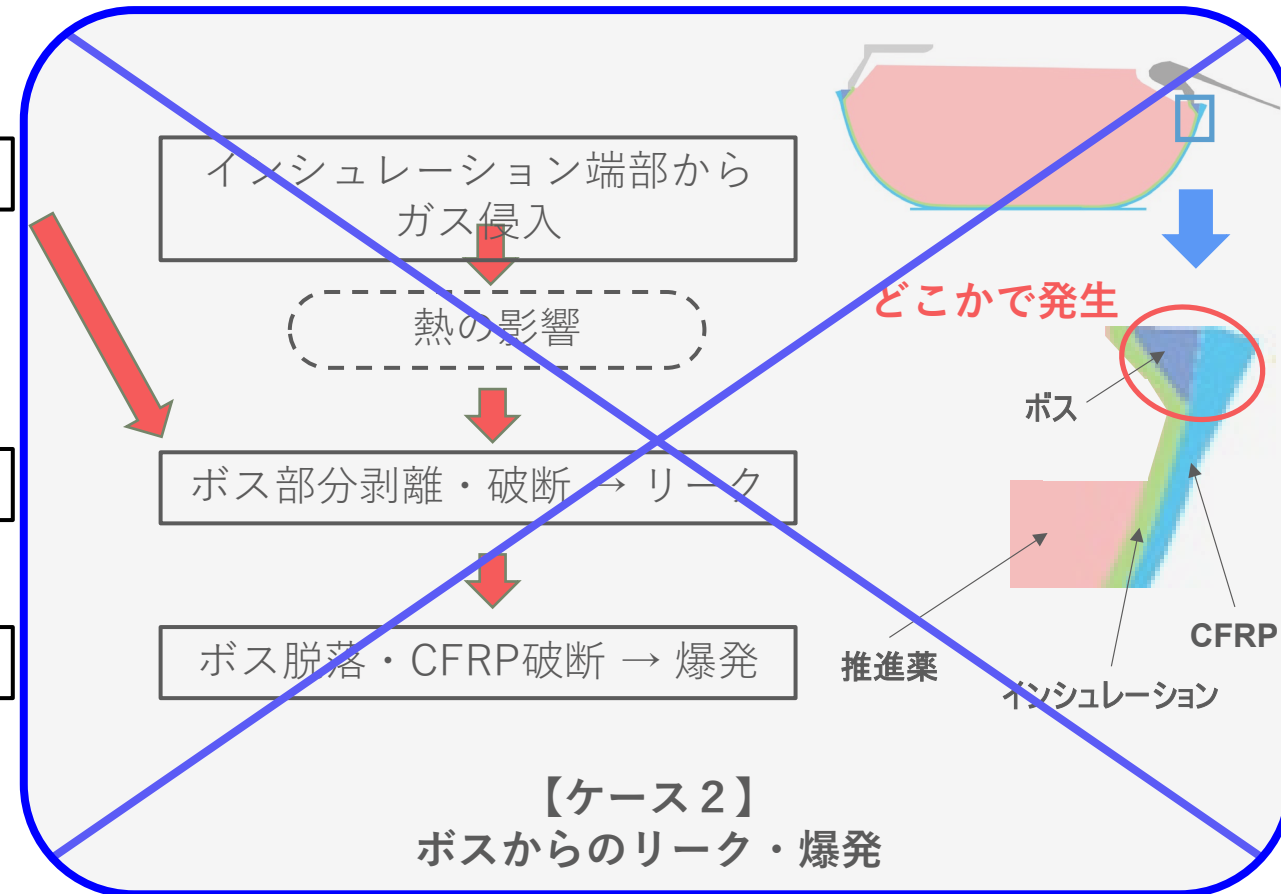 インシュレーション端部から
ガス侵入
熱の影響
ボス部分剥離・破断 → リーク
ボス脱落・CFRP破断 → 爆発
どこかで発生
ボス
CFRP
推進薬
インシュレーション
【ケース２】
ボスからのリーク・爆発